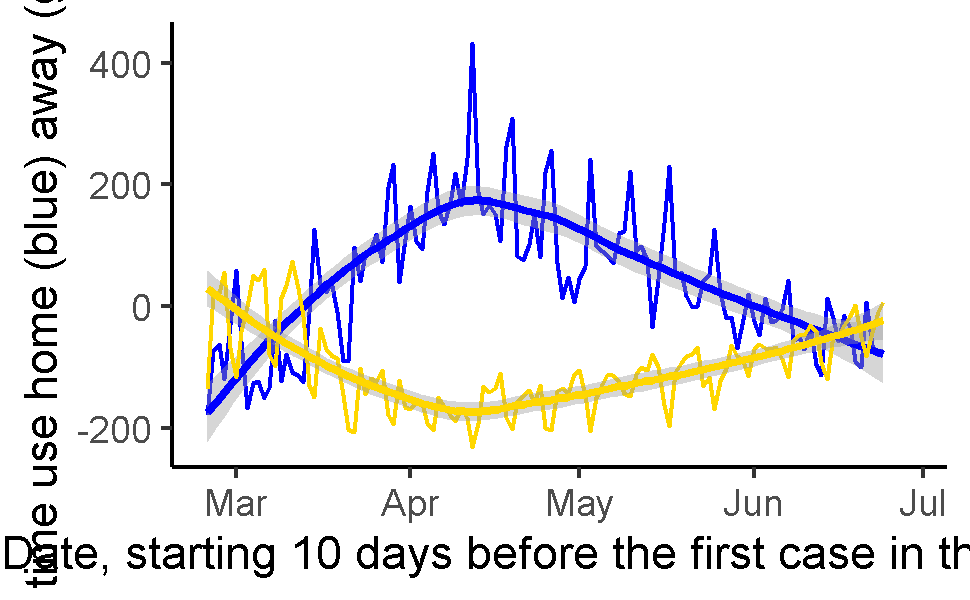 time use home (blue) away (
400
200
0
-200
Mar Apr May Jun Jul
Date, starting 10 days before the first case in th